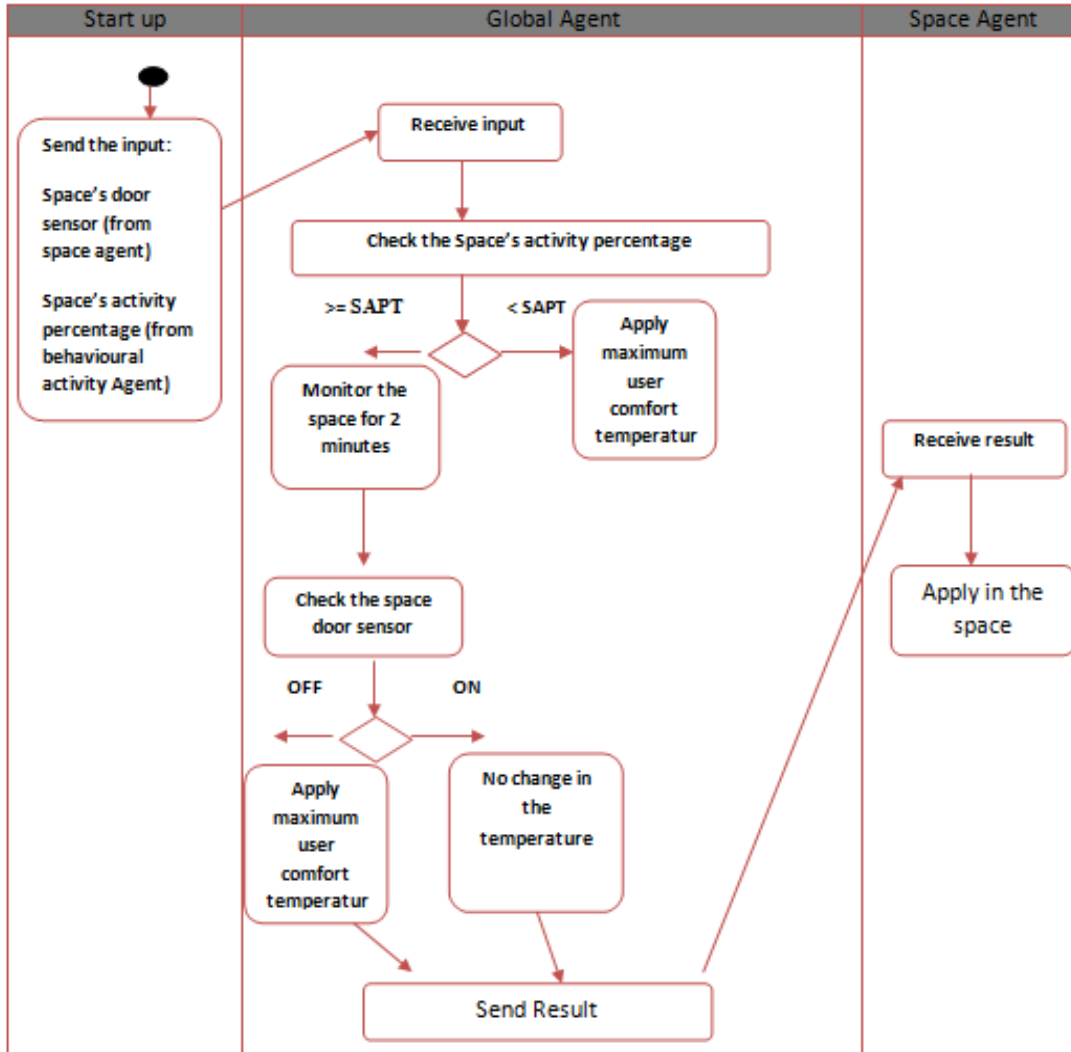 Start up
Global Agent
Space Agent
Send the input:
Space's door
sensor (from
space agent)
Space's activity
percentage (from
behavioural
activity Agent)
Receive input
Check the Space's activity percentage
>= SAPT
< SAPT
Apply
maximum
user
comfort
temperatur
Monitor the
space for 2
minutes
Check the space
door sensor
OFF
ON
Apply
maximum
user
comfort
temperatur
No change in
the
temperature
Send Result
Receive result
Apply in the
space